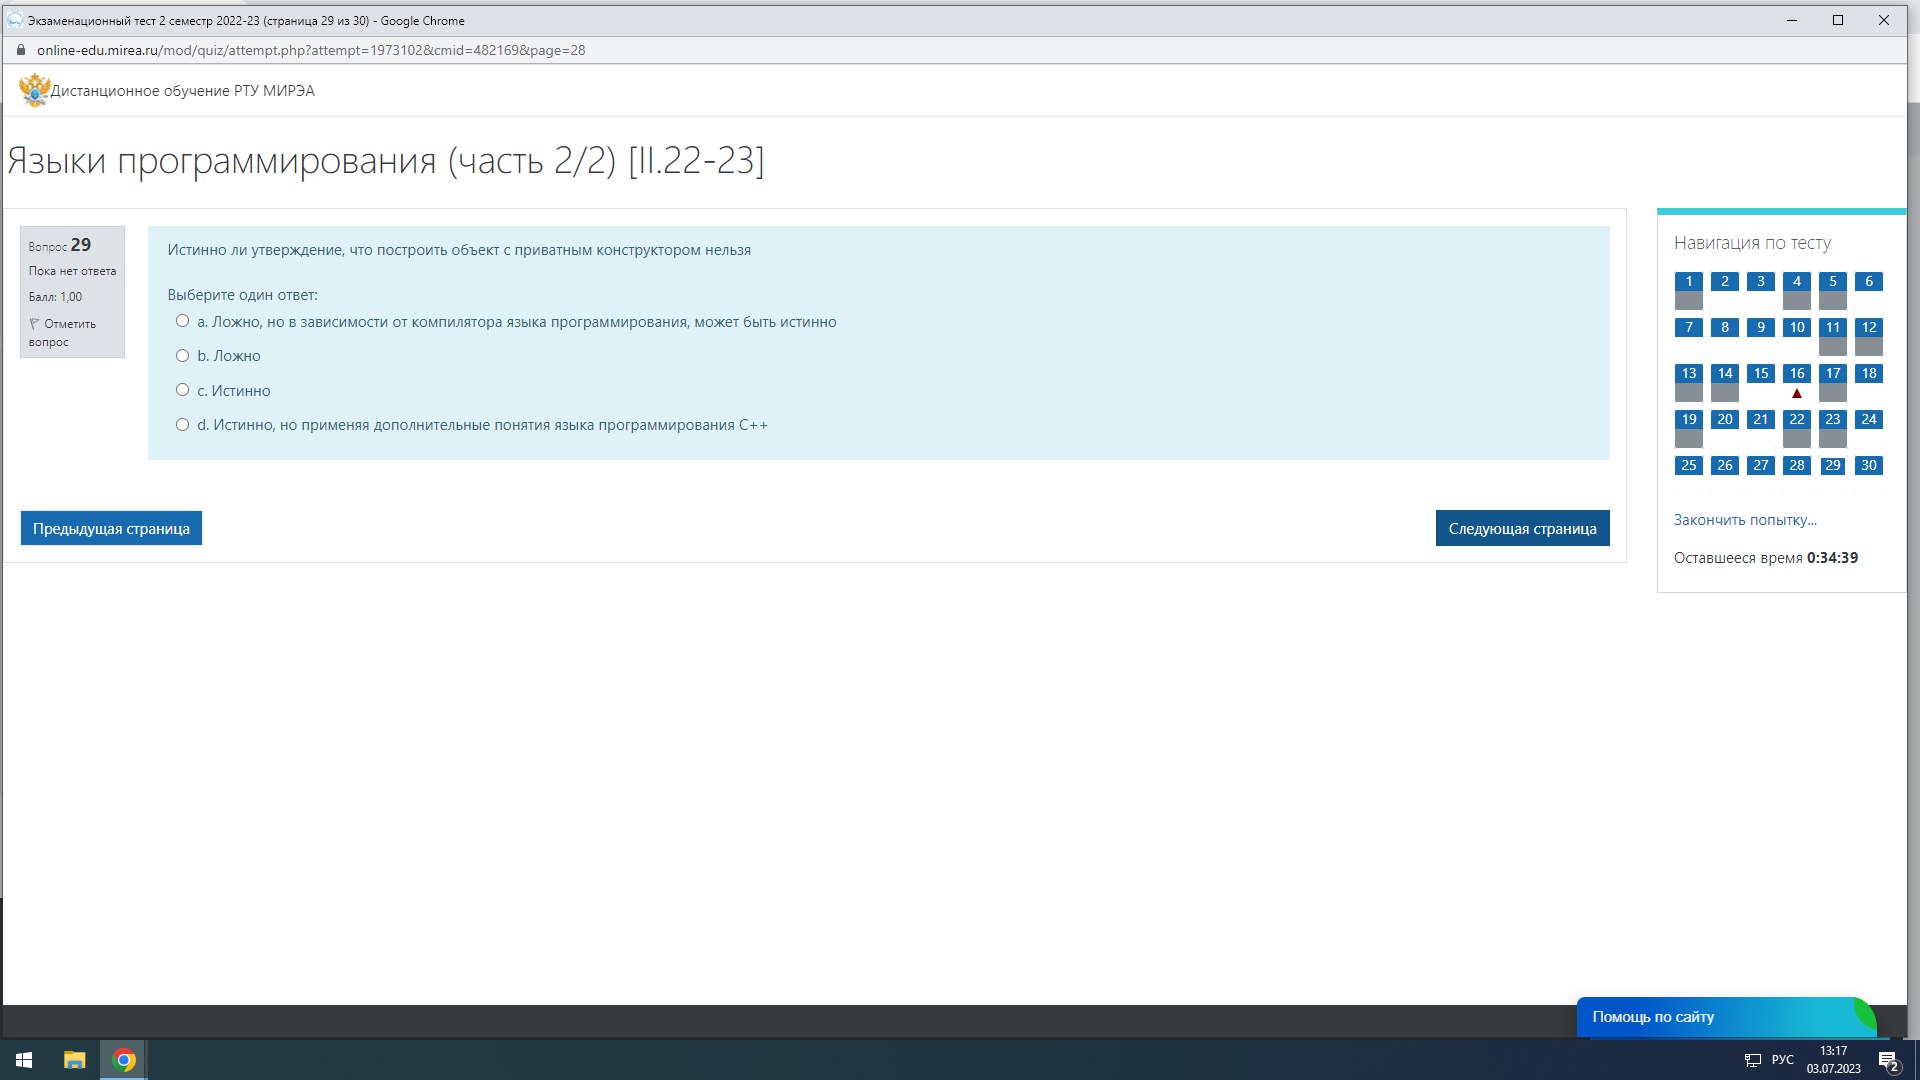 Экзаменационный тест 2 семестр 2022-23 (страница 29 из 30) - Google Chrome
online-edu.mirea.ru/mod/quiz/attempt.php?attempt=1973102&cmid=482169&page=28
Дистанционное обучение РТУ МИРЭА
Языки программирования (часть 2/2) [II.22-23]
Вопрос 29
Пока нет ответа
Балл: 1,00
Отметить
вопрос
Истинно ли утверждение, что построить объект с приватным конструктором нельзя
Выберите один ответ:
a. Ложно, но в зависимости от компилятора языка программирования, может быть истинно
b. Ложно
c. Истинно
d. Истинно, но применяя дополнительные понятия языка программирования C++
Предыдущая страница
Следующая страница
Навигация по тесту
1 2 3 4 5 6
7 8 9 10 11 12
13 14 15 16 17 18
19 20 21 22 23 24
25 26 27 28 29 30
Закончить попытку...
Оставшееся время 0:34:39
Помощь по сайту
РУС
13:17
03.07.2023
2